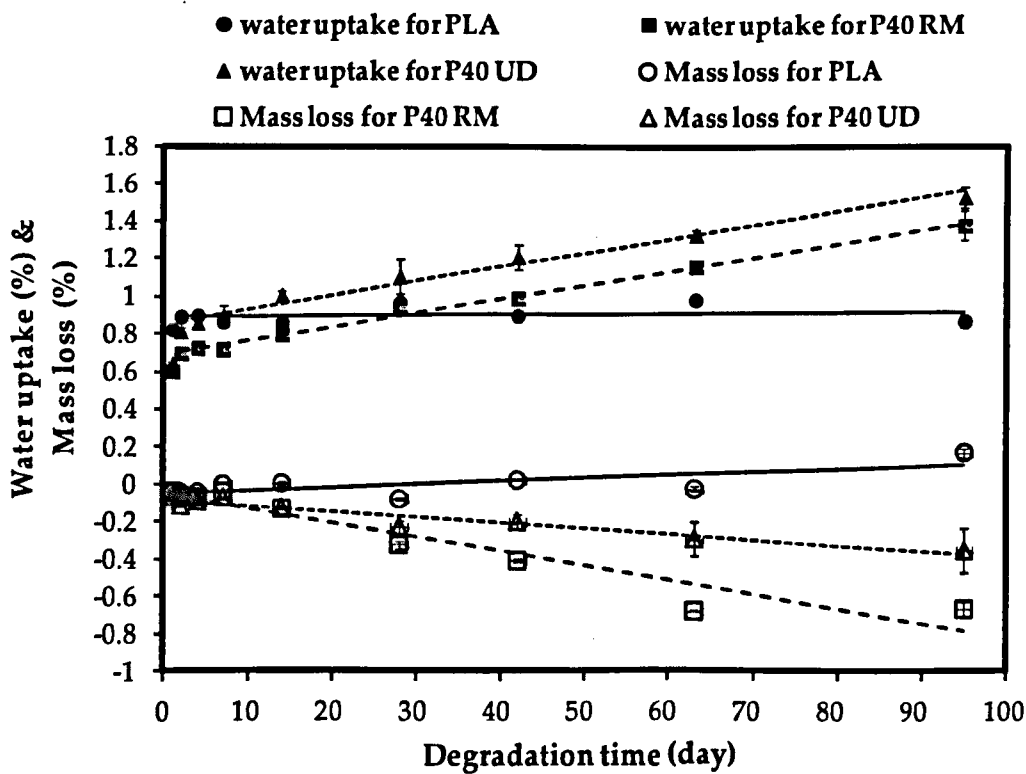 water uptake for PLA
water uptake for P40 RM
water uptake for P40 UD
Mass loss for PLA
Mass loss for P40 RM
Mass loss for P40 UD
Water uptake (%) &
Mass loss (%)
1.8
1.6
1.4
1.2
1
0.8
0.6
0.4
0.2
0
-0.2
-0.4
-0.6
-0.8
-1
0 10 20 30 40 50 60 70 80 90 100
Degradation time (day)